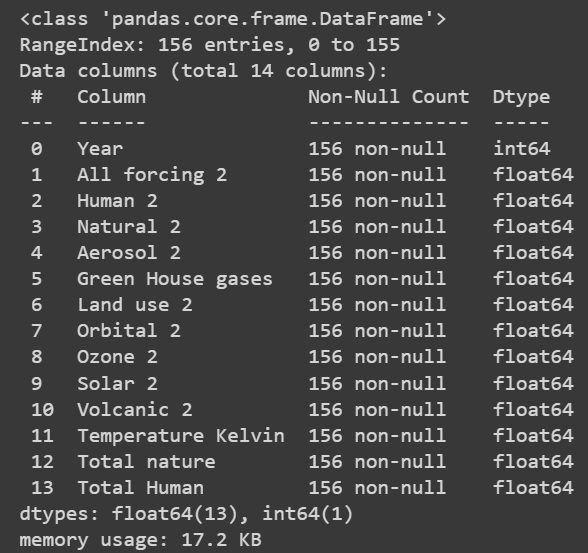 <class 'pandas.core.frame.DataFrame'>
RangeIndex: 156 entries, 0 to 155
Data columns (total 14 columns):
 #   Column              Non-Null Count  Dtype
---  ------              --------------  -----
 0   Year                156 non-null    int64
 1   All forcing 2       156 non-null    float64
 2   Human 2             156 non-null    float64
 3   Natural 2           156 non-null    float64
 4   Aerosol 2           156 non-null    float64
 5   Green House gases   156 non-null    float64
 6   Land use 2          156 non-null    float64
 7   Orbital 2           156 non-null    float64
 8   Ozone 2             156 non-null    float64
 9   Solar 2             156 non-null    float64
 10  Volcanic 2          156 non-null    float64
 11  Temperature Kelvin  156 non-null    float64
 12  Total nature        156 non-null    float64
 13  Total Human         156 non-null    float64
dtypes: float64(13), int64(1)
memory usage: 17.2 KB